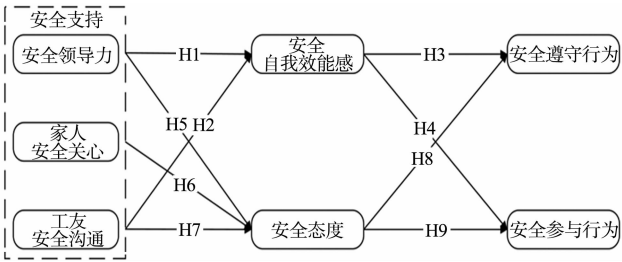 安全支持
安全领导力
H1
安全
自我效能感
H3
安全遵守行为
H5
H2
H4
家人
安全关心
H8
H6
工友
安全沟通
H7
安全态度
H9
安全参与行为